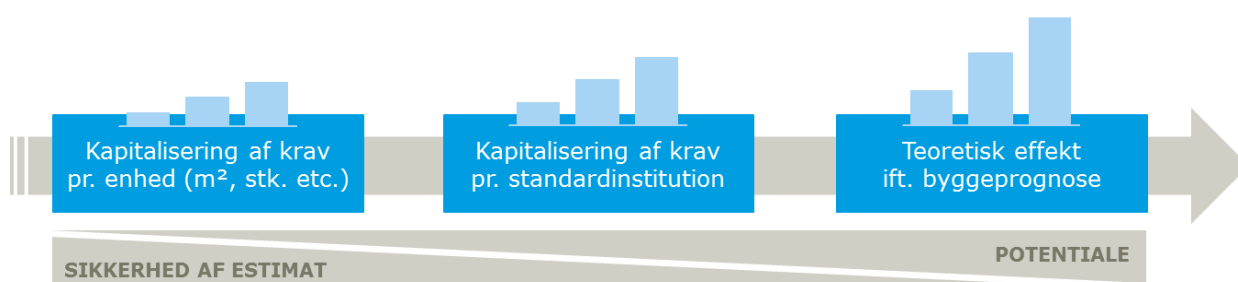 Kapitalisering af krav
pr. enhed (m², stk. etc.)
Kapitalisering af krav
pr. standardinstitution
Teoretisk effekt
ift. byggeprognose
SIKKERHED AF ESTIMAT
POTENTIALE